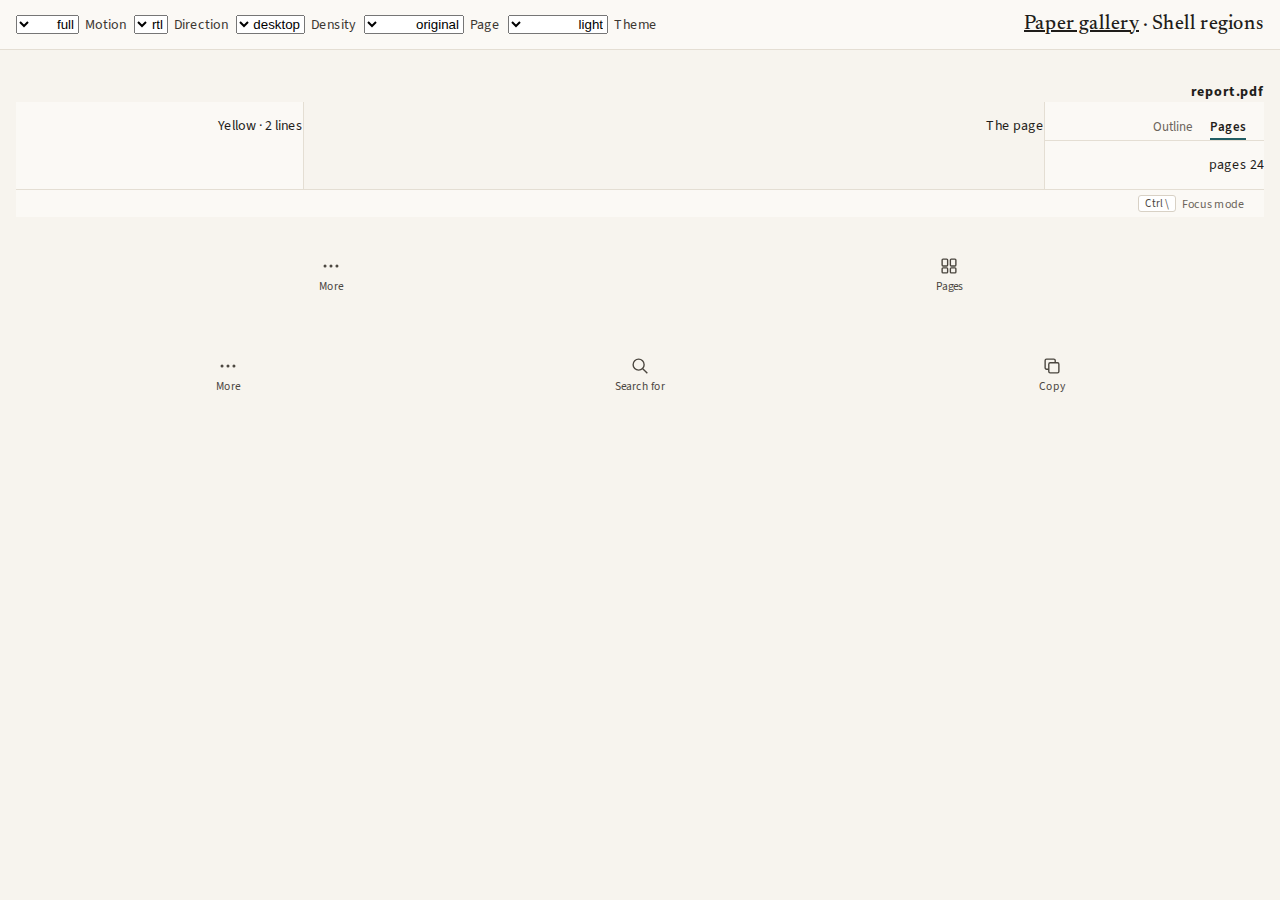 Paper gallery · Shell regions
Theme light Page original Density desktop Direction rtl Motion full
report.pdf
Pages Outline
24 pages
The page
Yellow · 2 lines
Focus mode Ctrl \
Pages
More
Copy
Search for
More